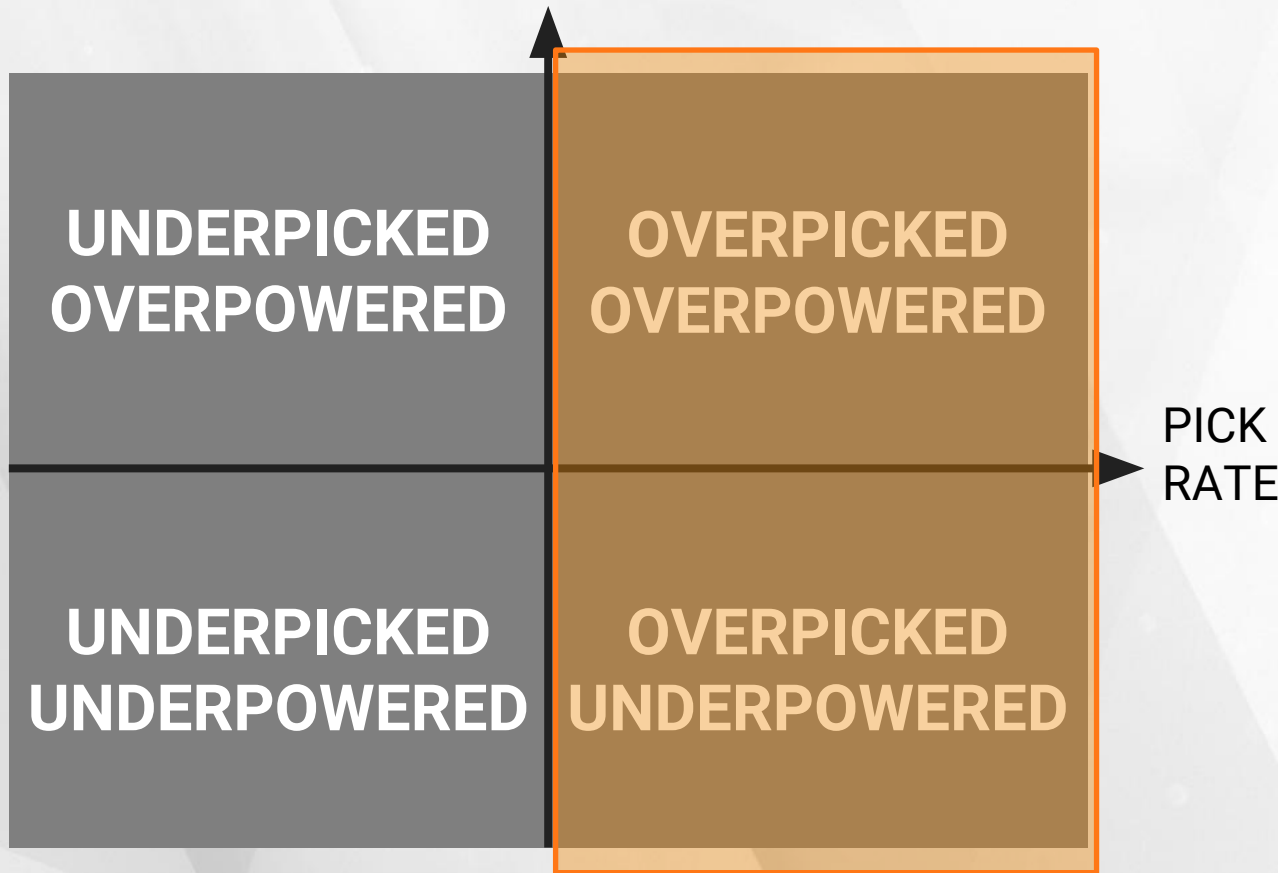 UNDERPICKED
OVERPOWERED
OVERPICKED
OVERPOWERED
PICK
RATE
UNDERPICKED
UNDERPOWERED
OVERPICKED
UNDERPOWERED